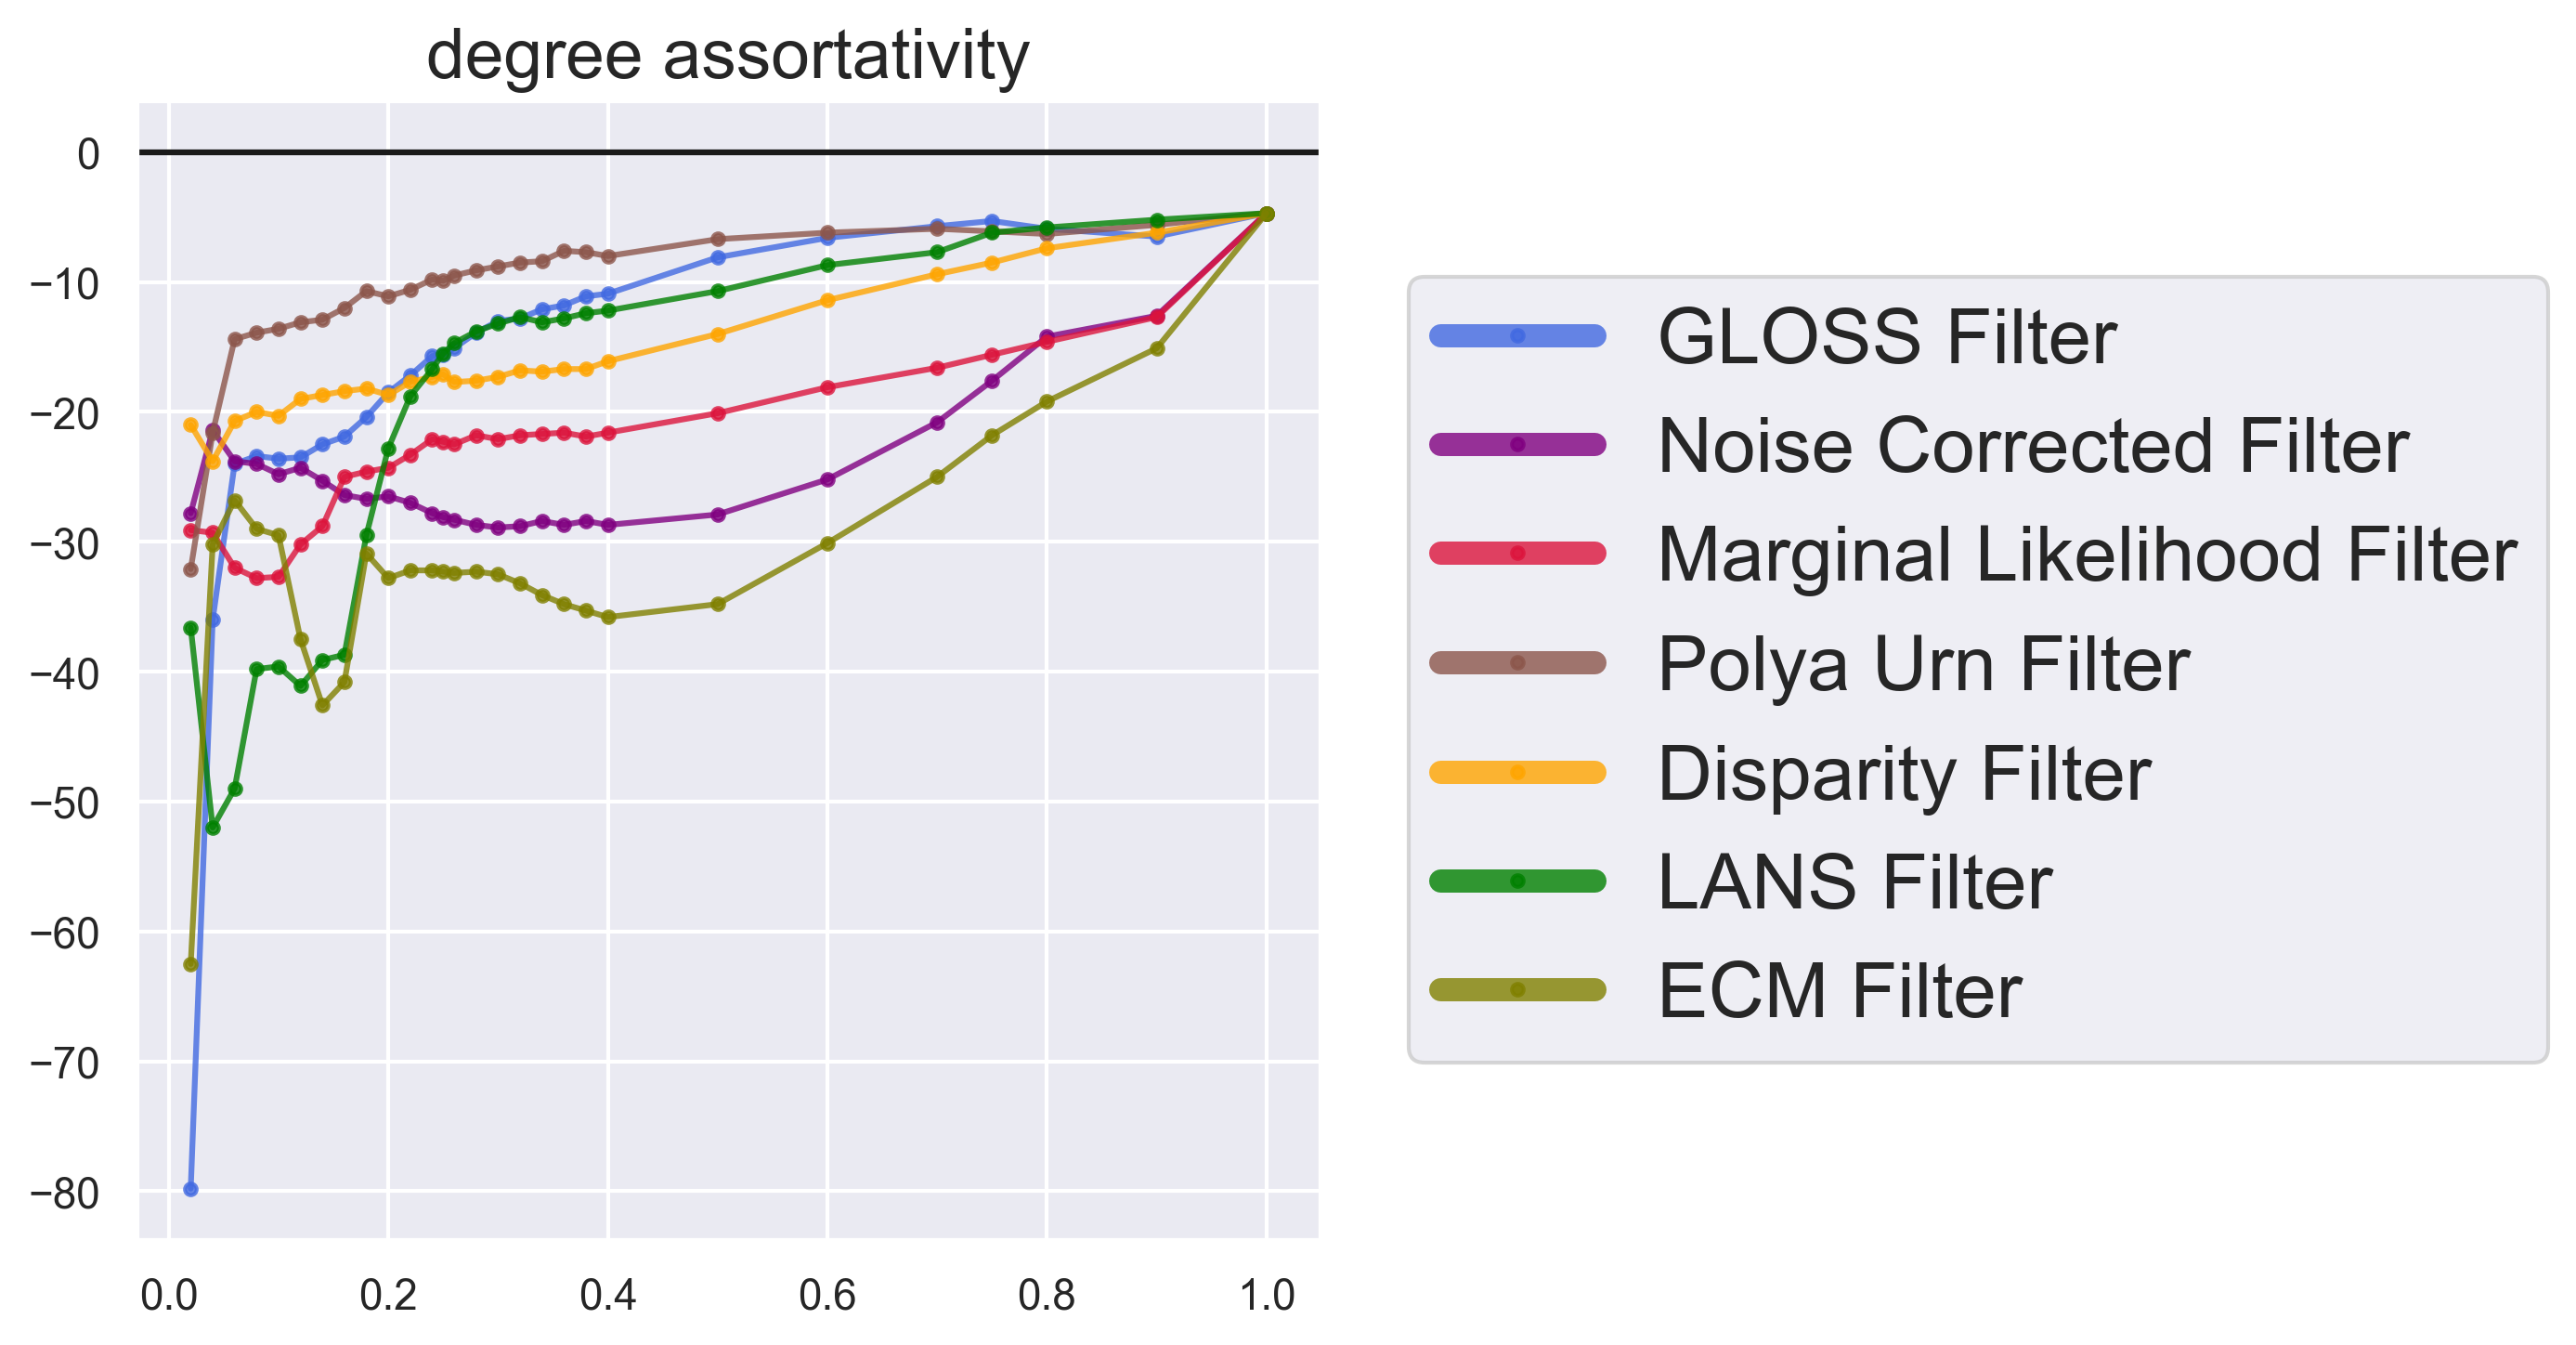 degree assortativity
0
−10
−20
−30
−40
−50
−60
−70
−80
0.0 0.2 0.4 0.6 0.8 1.0
GLOSS Filter
Noise Corrected Filter
Marginal Likelihood Filter
Polya Urn Filter
Disparity Filter
LANS Filter
ECM Filter